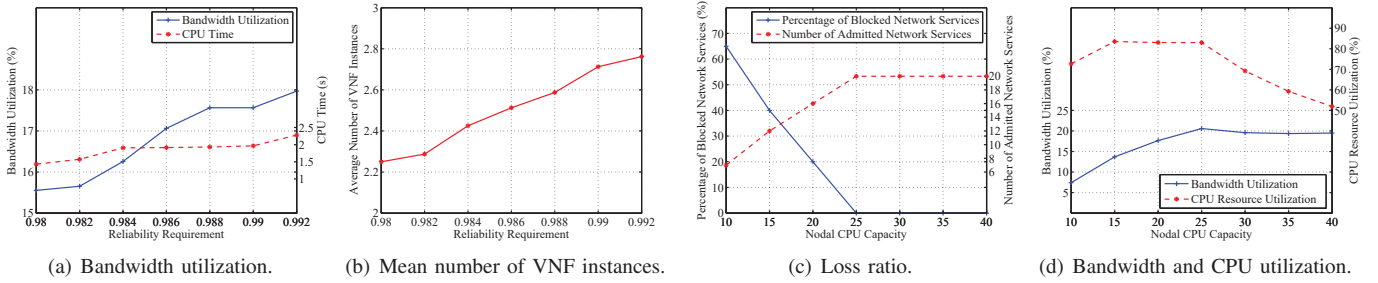 Bandwidth Utilization
CPU Time
Bandwidth Utilization (%)
18
17
16
15
CPU Time (s)
2.5
2
1.5
1
0.98 0.982 0.984 0.986 0.988 0.99 0.992
Reliability Requirement
(a) Bandwidth utilization.
Average Number of VNF Instances
3
2.8
2.6
2.4
2.2
2
0.98 0.982 0.984 0.986 0.988 0.99 0.992
Reliability Requirement
(b) Mean number of VNF instances.
Percentage of Blocked Network Services
Number of Admitted Network Services
Percentage of Blocked Network Services (%)
70
60
50
40
30
20
10
0
Number of Admitted Network Services
20
18
16
14
12
10
8
6
10 15 20 25 30 35 40
Nodal CPU Capacity
(c) Loss ratio.
Bandwidth Utilization (%)
25
20
15
10
5
CPU Resource Utilization (%)
90
80
70
60
50
Bandwidth Utilization
CPU Resource Utilization
10 15 20 25 30 35 40
Nodal CPU Capacity
(d) Bandwidth and CPU utilization.